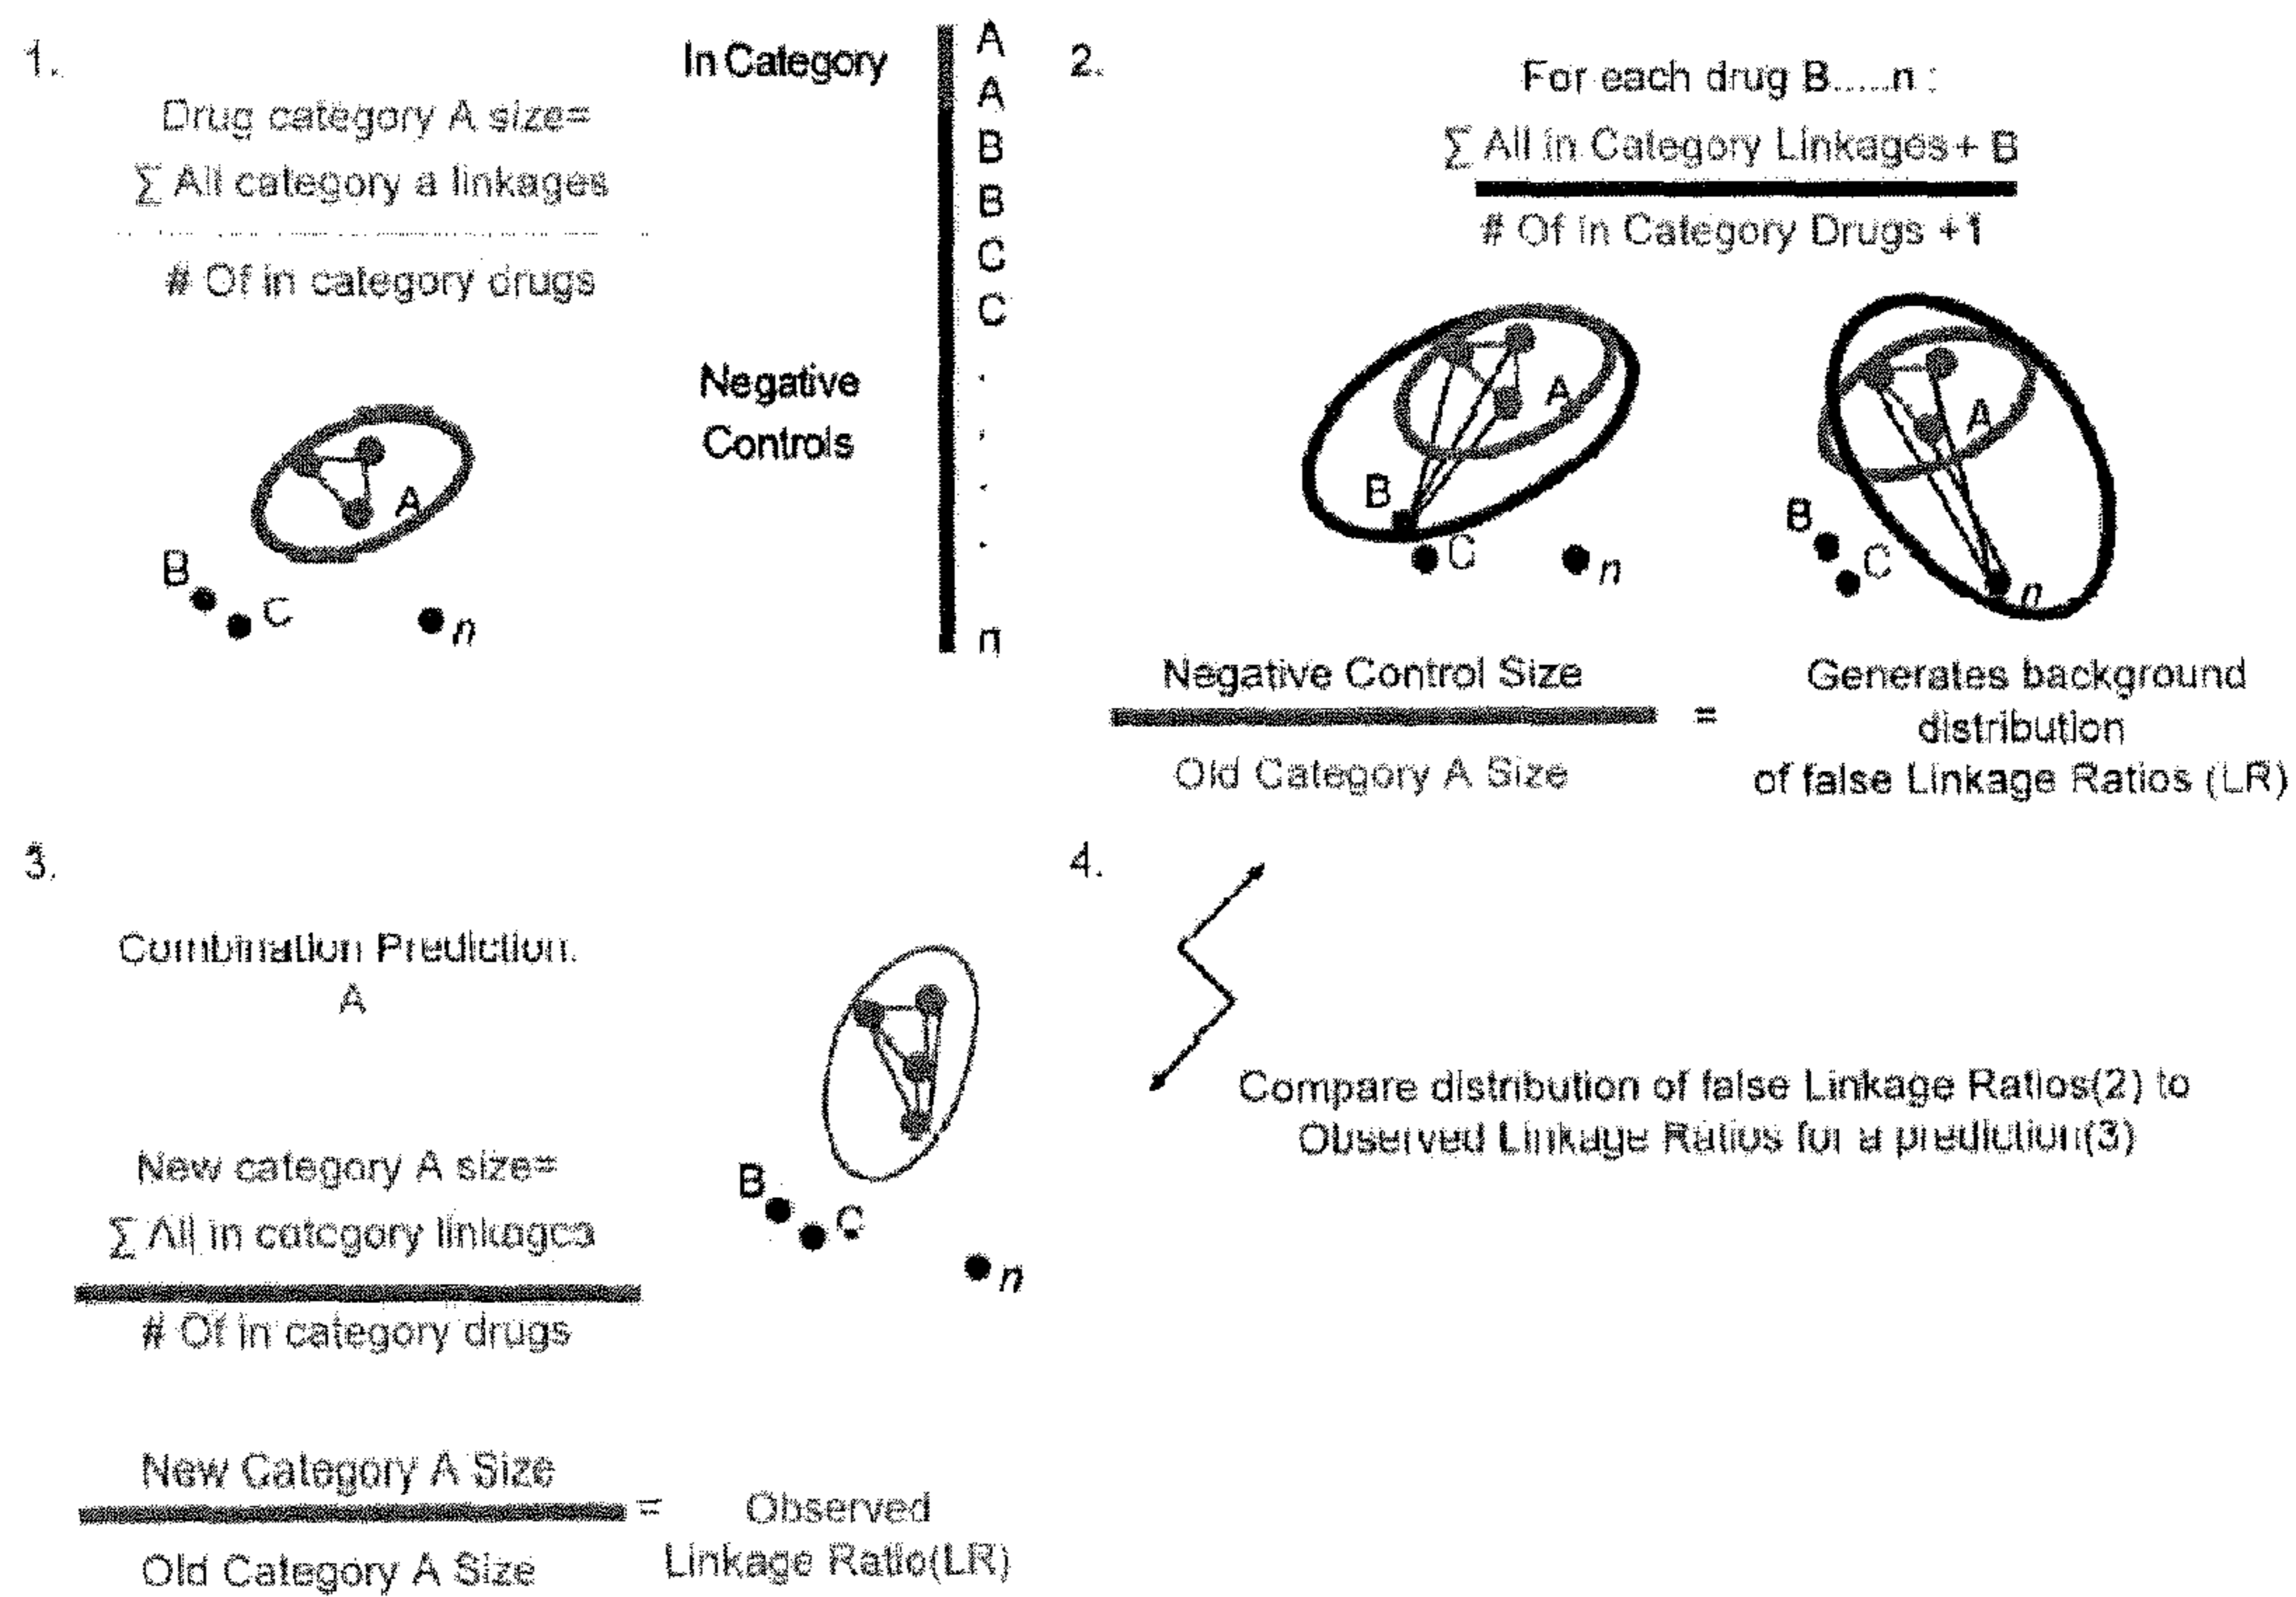 1.
Drug category A size=
∑ All category a linkages
# Of in category drugs
A
B
C
n
In Category
Negative
Controls
A
A
B
B
C
C
.
.
.
.
n
2.
For each drug B.....n :
∑ All in Category Linkages+ B
# Of in Category Drugs +1
A
B
C
n
A
B
C
n
Negative Control Size
Old Category A Size
=
Generates background
distribution
of false Linkage Ratios (LR)
3.
Combination Prediction.
A
New category A size=
∑ All in category linkages
# Of in category drugs
B
C
n
New Category A Size
Old Category A Size
=
Observed
Linkage Ratio(LR)
4.
Compare distribution of false Linkage Ratios(2) to
Observed Linkage Ratios for a prediction(3)